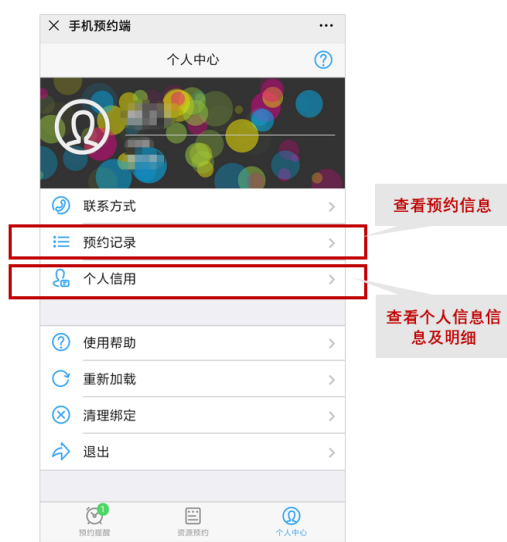 手机预约端
个人中心
联系方式
预约记录
个人信用
使用帮助
重新加载
清理绑定
退出
1
预约提醒
资源预约
个人中心
查看预约信息
查看个人信息信
息及明细